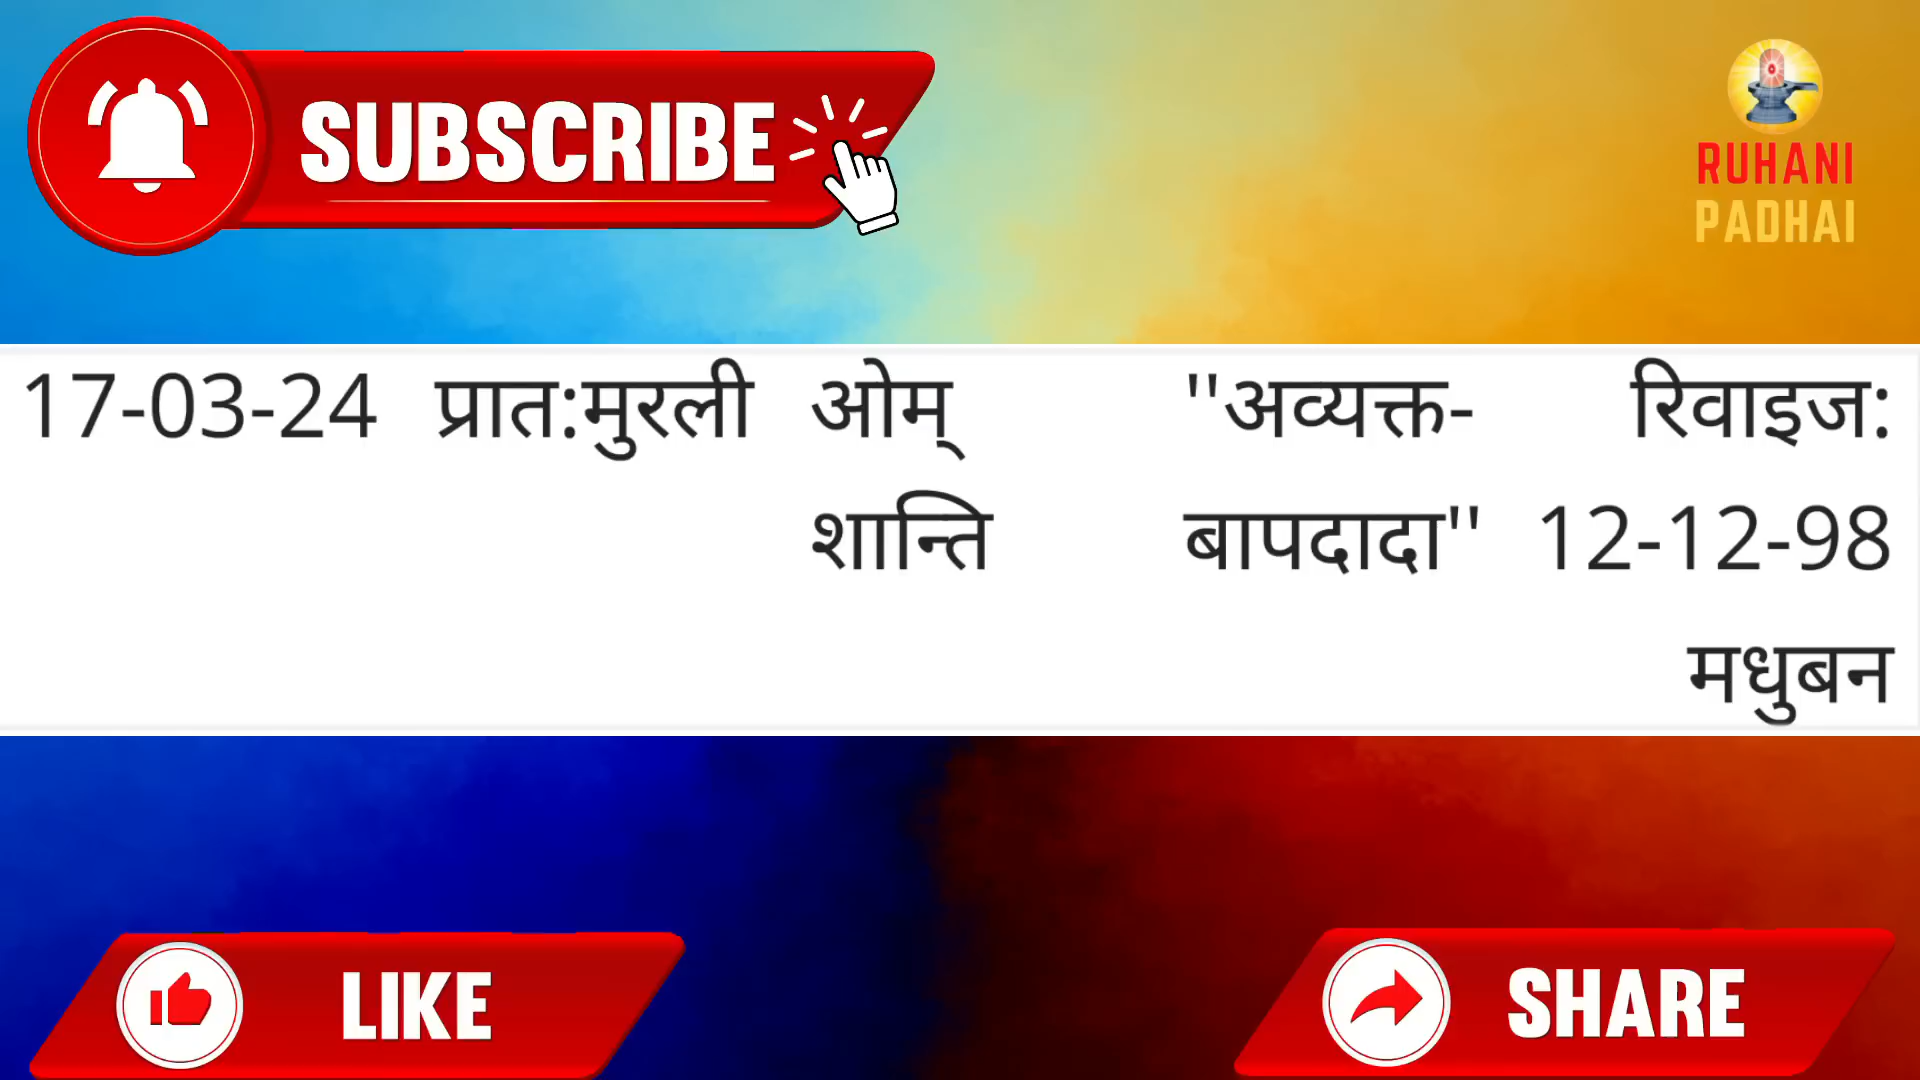 SUBSCRIBE
RUHANI
PADHAI
17-03-24 प्रात:मुरली ओम् ''अव्यक्त- रिवाइज:
शान्ति बापदादा'' 12-12-98
मधुबन
LIKE
SHARE